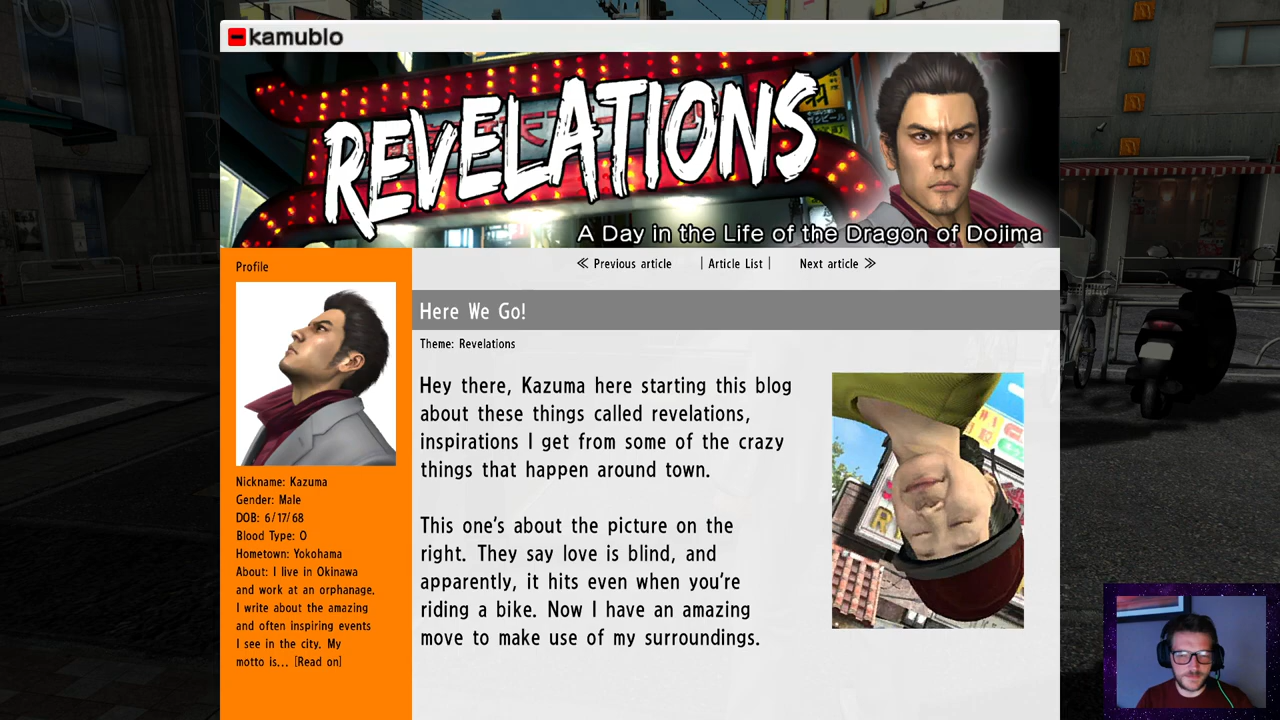 kamublo
REVELATIONS
A Day in the Life of the Dragon of Dojima
≪ Previous article | Article List | Next article ≫
Profile
Nickname: Kazuma
Gender: Male
DOB: 6/17/68
Blood Type: O
Hometown: Yokohama
About: I live in Okinawa
and work at an orphanage.
I write about the amazing
and often inspiring events
I see in the city. My
motto is... [Read on]
Here We Go!
Theme: Revelations
Hey there, Kazuma here starting this blog
about these things called revelations,
inspirations I get from some of the crazy
things that happen around town.
This one's about the picture on the
right. They say love is blind, and
apparently, it hits even when you're
riding a bike. Now I have an amazing
move to make use of my surroundings.